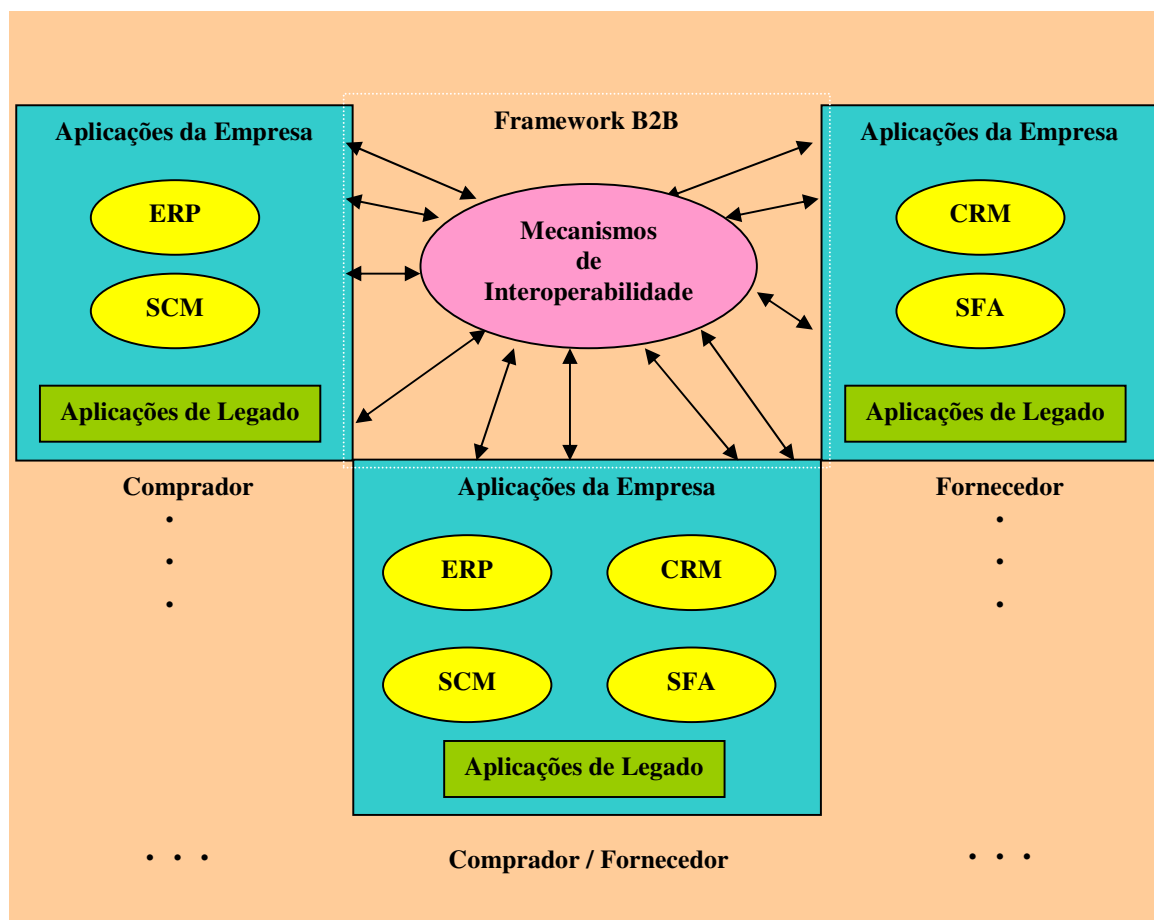 Framework B2B
Aplicações da Empresa
ERP
SCM
Aplicações de Legado
Comprador
.
.
.
. . .
Mecanismos
de
Interoperabilidade
Aplicações da Empresa
CRM
SFA
Aplicações de Legado
Fornecedor
.
.
.
. . .
Aplicações da Empresa
ERP
CRM
SCM
SFA
Aplicações de Legado
Comprador / Fornecedor